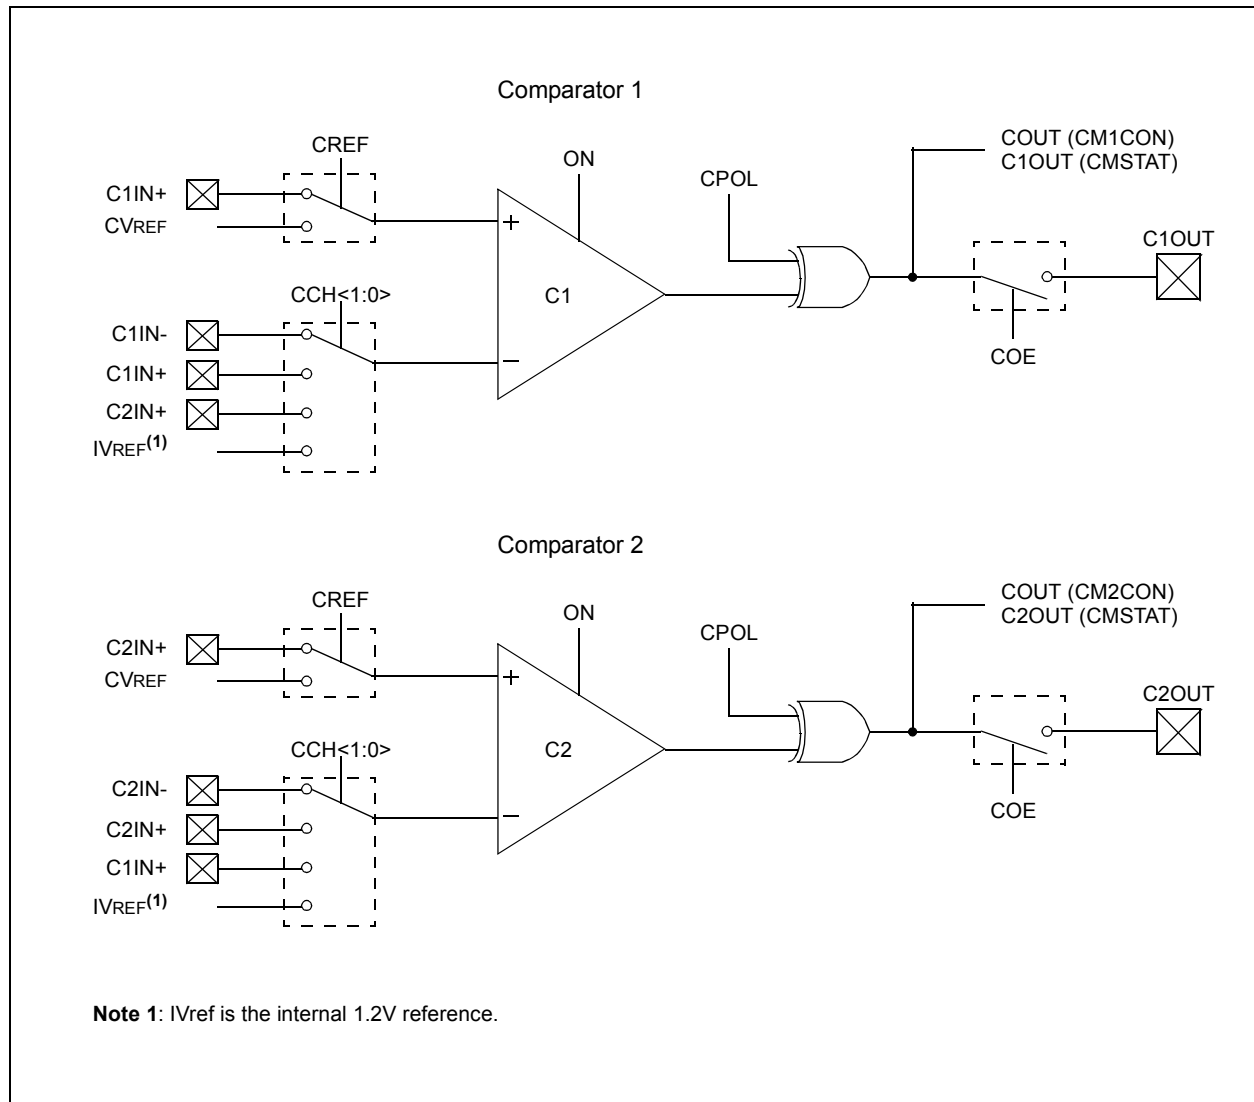 Comparator 1
CREF
ON
COUT (CM1CON)
C1OUT (CMSTAT)
CPOL
C1IN+
CVREF
C1OUT
CCH<1:0>
C1
C1IN-
COE
C1IN+
C2IN+
IVREF(1)
+
–
Comparator 2
CREF
ON
COUT (CM2CON)
C2OUT (CMSTAT)
CPOL
C2IN+
CVREF
C2OUT
CCH<1:0>
C2
C2IN-
COE
C2IN+
C1IN+
IVREF(1)
+
–
Note 1: IVref is the internal 1.2V reference.